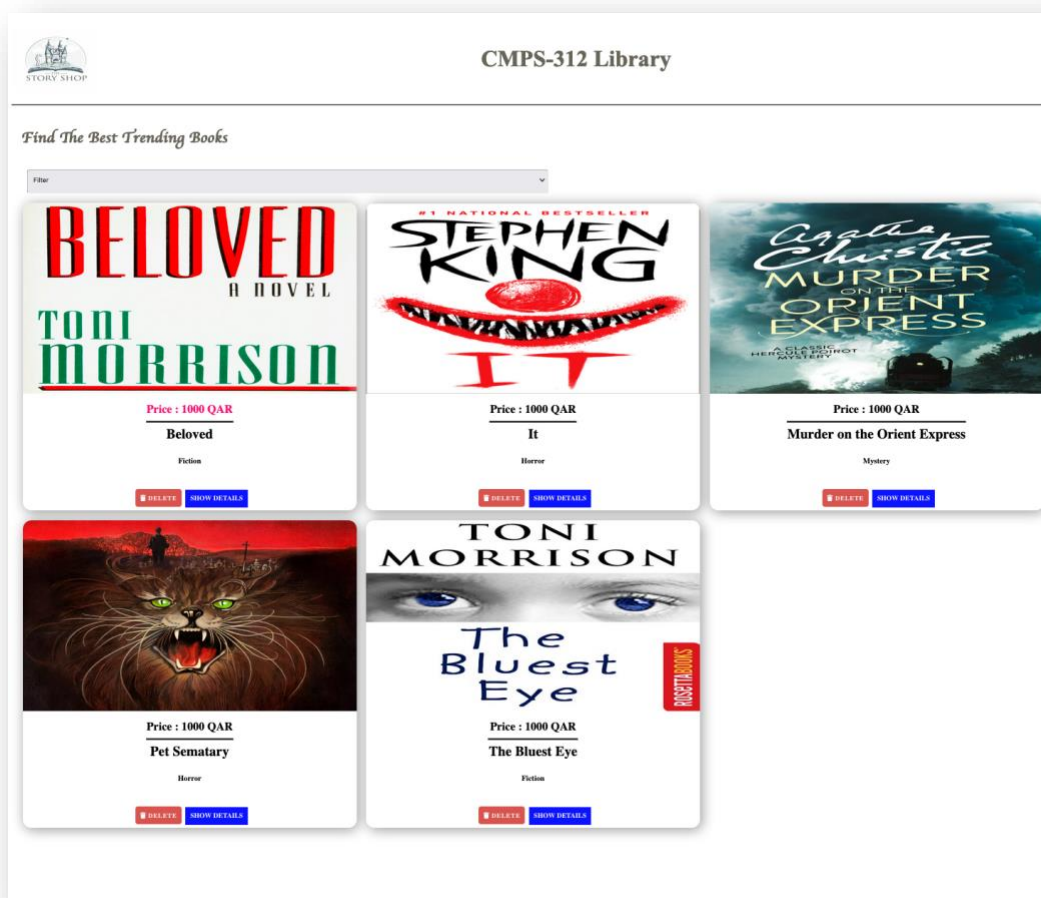 STORY SHOP
CMPS-312 Library
Find The Best Trending Books
Filter
BELOVED
A NOVEL
TONI
MORRISON
Price : 1000 QAR
Beloved
Fiction
DELETE SHOW DETAILS
#1 NATIONAL BESTSELLER
STEPHEN
KING
IT
Price : 1000 QAR
It
Horror
DELETE SHOW DETAILS
Agatha
Christie
MURDER
ON THE
ORIENT
EXPRESS
A CLASSIC
HERCULE POIROT
MYSTERY
Price : 1000 QAR
Murder on the Orient Express
Mystery
DELETE SHOW DETAILS
Price : 1000 QAR
Pet Sematary
Horror
DELETE SHOW DETAILS
TONI
MORRISON
The
Bluest
Eye
ROSETTABOOKS
Price : 1000 QAR
The Bluest Eye
Fiction
DELETE SHOW DETAILS